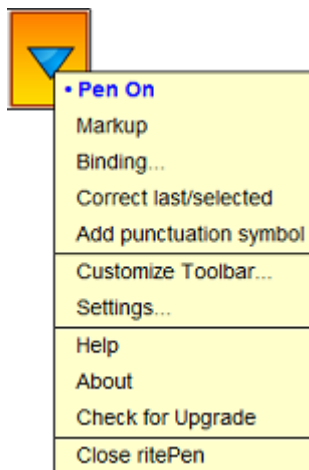 • Pen On
Markup
Binding...
Correct last/selected
Add punctuation symbol
Customize Toolbar...
Settings...
Help
About
Check for Upgrade
Close ritePen